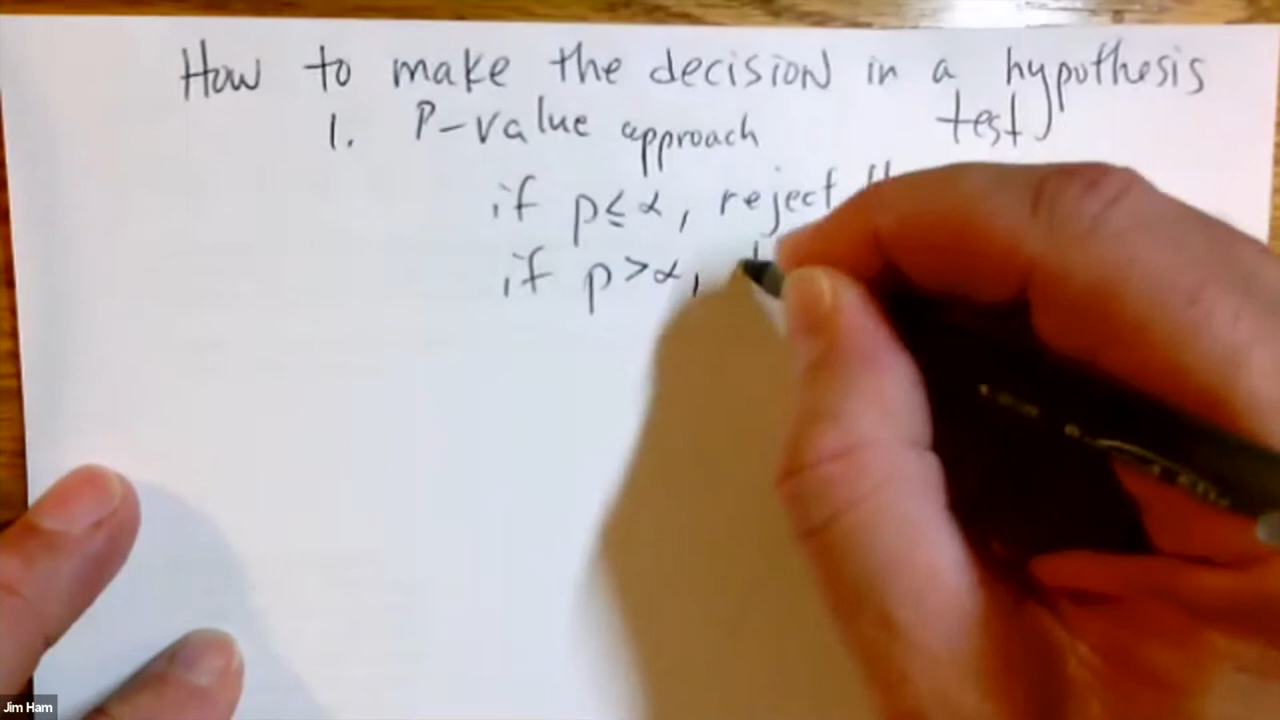 How to make the decision in a hypothesis
test
1. P-value approach
if p ≤ α, reject
if p > α,
Jim Ham